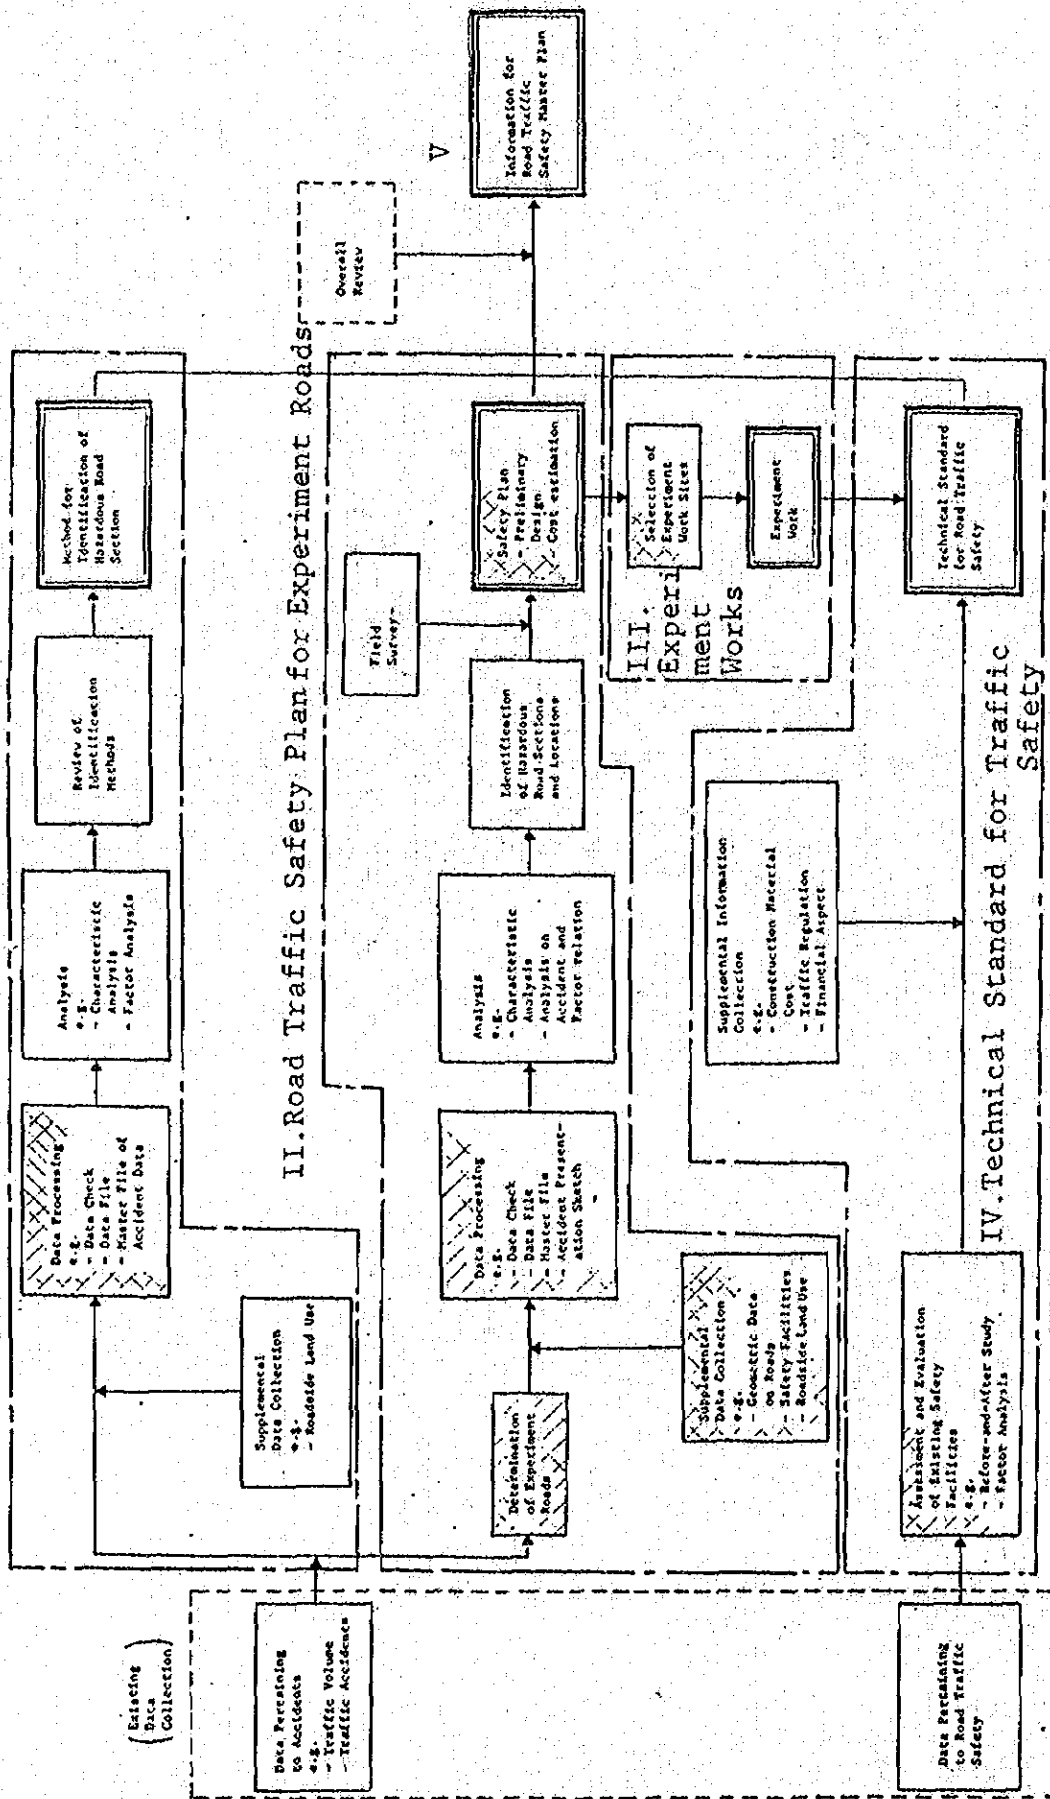 (Existing
Data
Collection)
Data Pertaining
to Accidents
e.g.
- Traffic Volume
- Traffic Accidents
Data Pertaining
to Road Traffic
Safety
Supplemental
Data Collection
e.g.
- Roadside Land Use
Data Processing
e.g.
- Data Check
- Data File
- Master File of
Accident Data
Analysis
e.g.
- Characteristic
Analysis
- Factor Analysis
Review of
Identification
Methods
Method for
Identification of
Hazardous Road
Section
II.Road Traffic Safety Plan for Experiment Roads
Determination
of Experiment
Roads
Supplemental
Data Collection
e.g.
- Geometric Data
on Roads
- Safety Facilities
- Roadside Land Use
Data Processing
e.g.
- Data Check
- Data File
- Master File
- Accident Present-
ation Sketch
Analysis
e.g.
- Characteristic
Analysis
- Analysis on
Accident and
Factor relation
Identification
of Hazardous
Road Sections
and Locations
Field
Survey
Safety Plan
- Preliminary
Design
- Cost estimation
Overall
Review
V
Information for
Road Traffic
Safety Master Plan
III.
Experi
ment
Works
Selection of
Experiment
Work Sites
Experiment
Work
Assessment and Evaluation
of Existing Safety
Facilities
e.g.
- Before-and-After Study
- Factor Analysis
Supplemental Information
Collection
e.g.
- Construction Material
Cost
- Traffic Regulation
- Financial Aspect
IV.Technical Standard for Traffic
Safety
Technical Standard
for Road Traffic
Safety